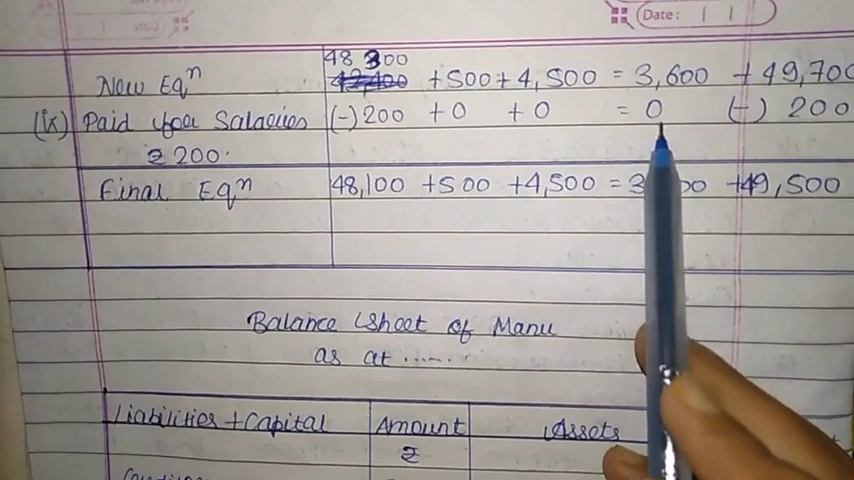 Date :
48 300
New Eqn 42,400 +500 + 4,500 = 3,600 + 49,700
(ix) Paid for Salaries (-) 200 + 0 + 0 = 0 (-) 200
₹ 200.
Final Eqn 48,100 +500 +4,500 = 3 00 +49,500
Balance Sheet of Manu
as at .......
Liabilities + Capital Amount Assets
₹